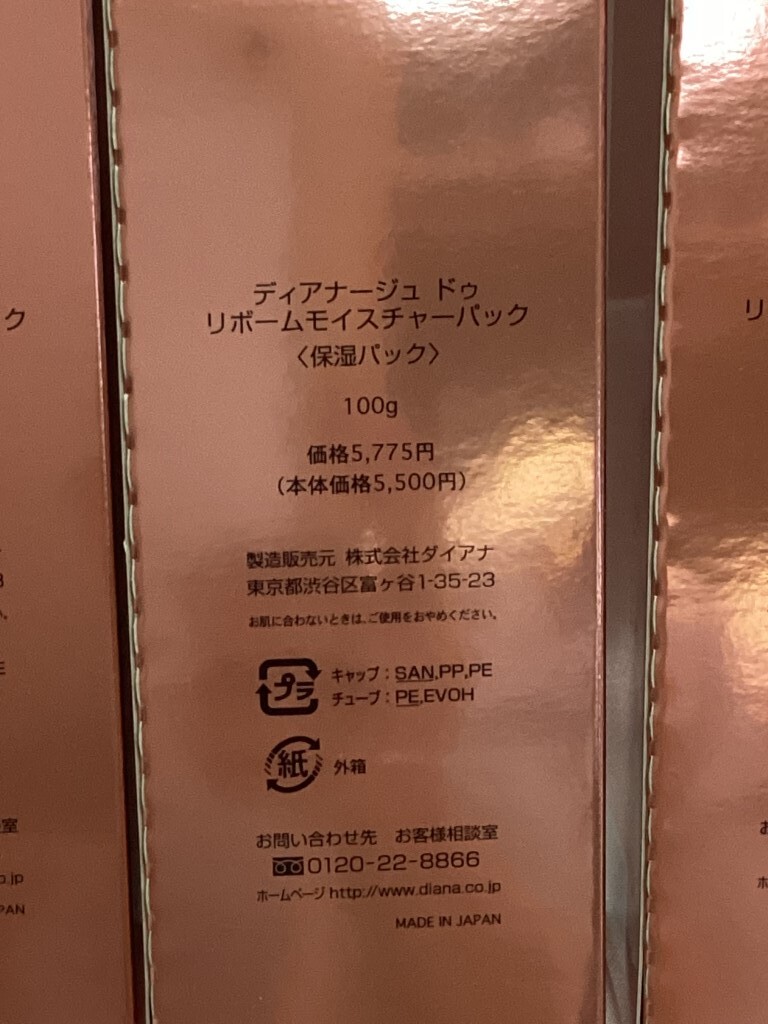 ディアナージュ ドゥ
リボームモイスチャーパック
〈保湿パック〉
100g
価格5,775円
（本体価格5,500円）
製造販売元 株式会社ダイアナ
東京都渋谷区富ヶ谷1-35-23
お肌に合わないときは、ご使用をおやめください。
プラ キャップ：SAN,PP,PE
チューブ：PE,EVOH
紙 外箱
お問い合わせ先 お客様相談室
0120-22-8866
ホームページ http://www.diana.co.jp
MADE IN JAPAN
ク
室
o.jp
PAN
リ